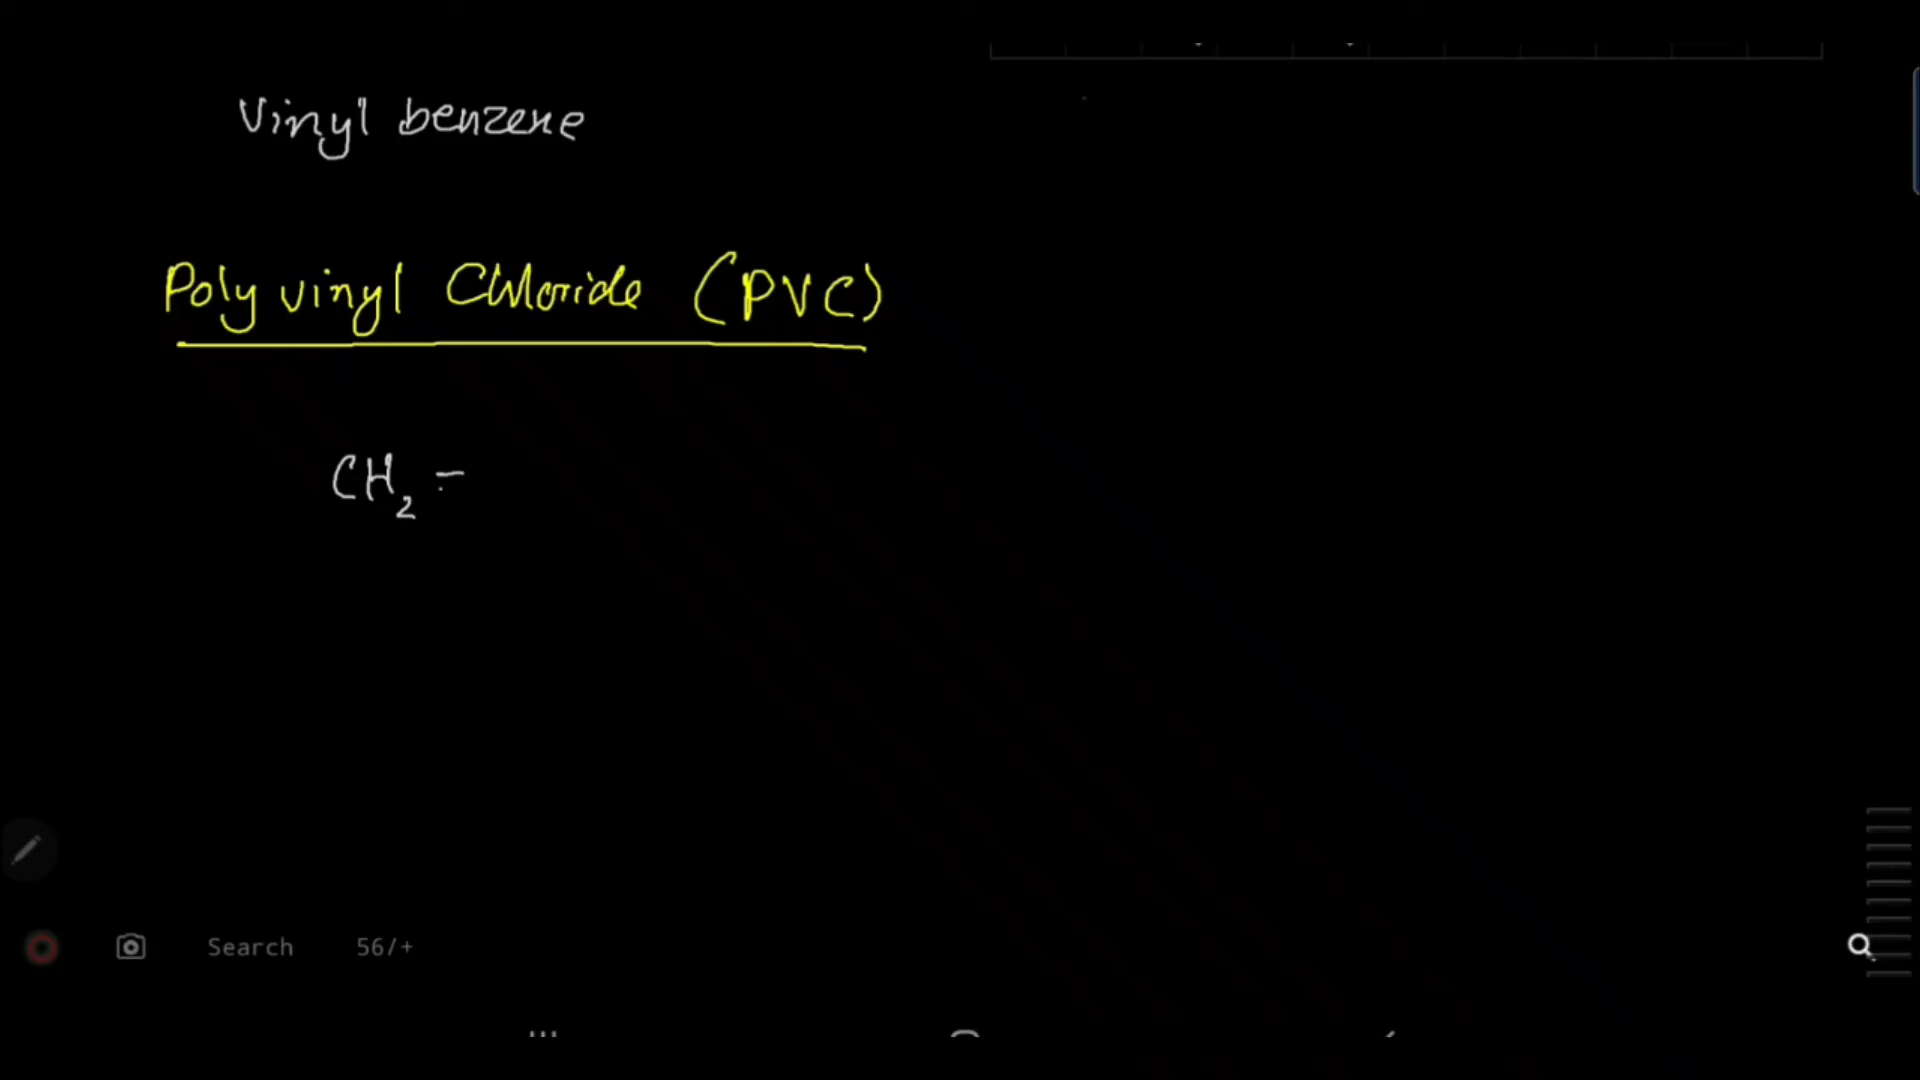 Vinyl benzene
Poly vinyl Chloride (PVC)
CH₂ =
Search 56/+